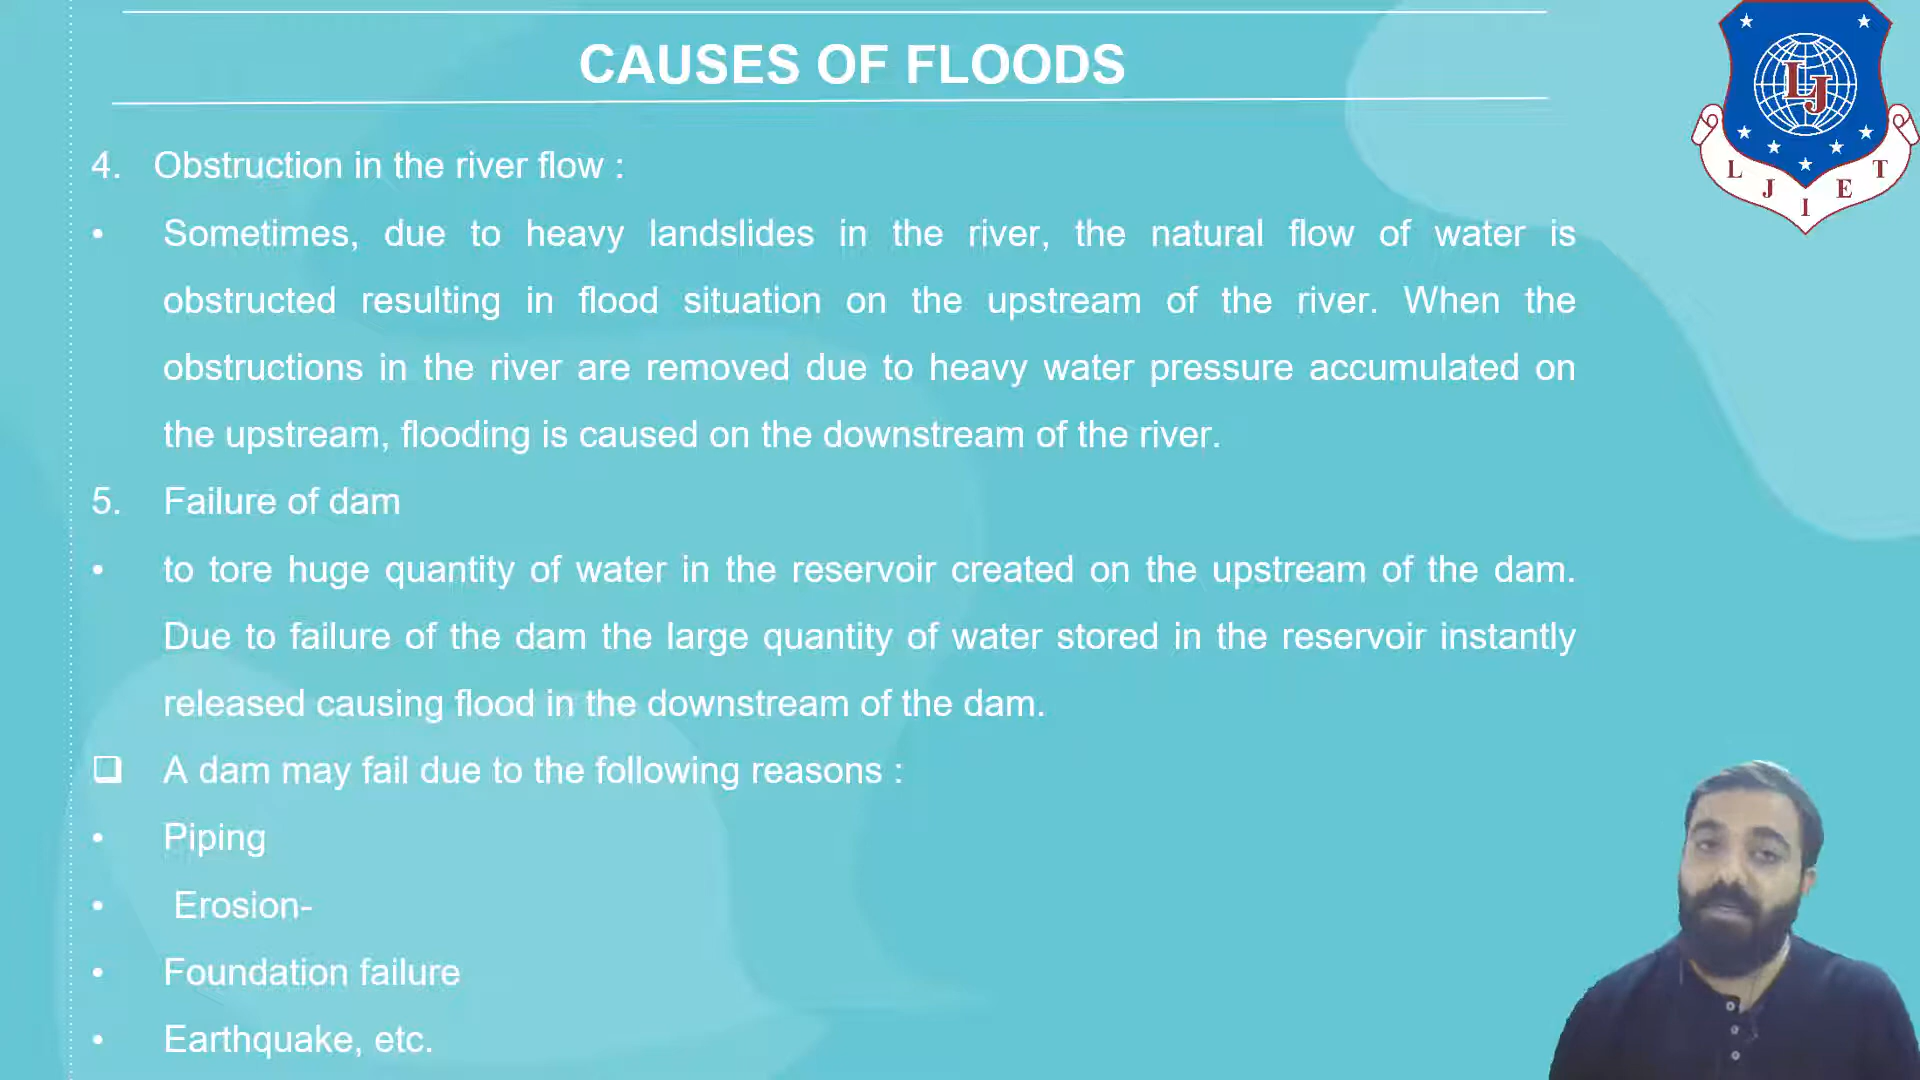 CAUSES OF FLOODS
LJ
L J I E T
4. Obstruction in the river flow :
• Sometimes, due to heavy landslides in the river, the natural flow of water is
obstructed resulting in flood situation on the upstream of the river. When the
obstructions in the river are removed due to heavy water pressure accumulated on
the upstream, flooding is caused on the downstream of the river.
5. Failure of dam
• to tore huge quantity of water in the reservoir created on the upstream of the dam.
Due to failure of the dam the large quantity of water stored in the reservoir instantly
released causing flood in the downstream of the dam.
❑ A dam may fail due to the following reasons :
• Piping
• Erosion-
• Foundation failure
• Earthquake, etc.